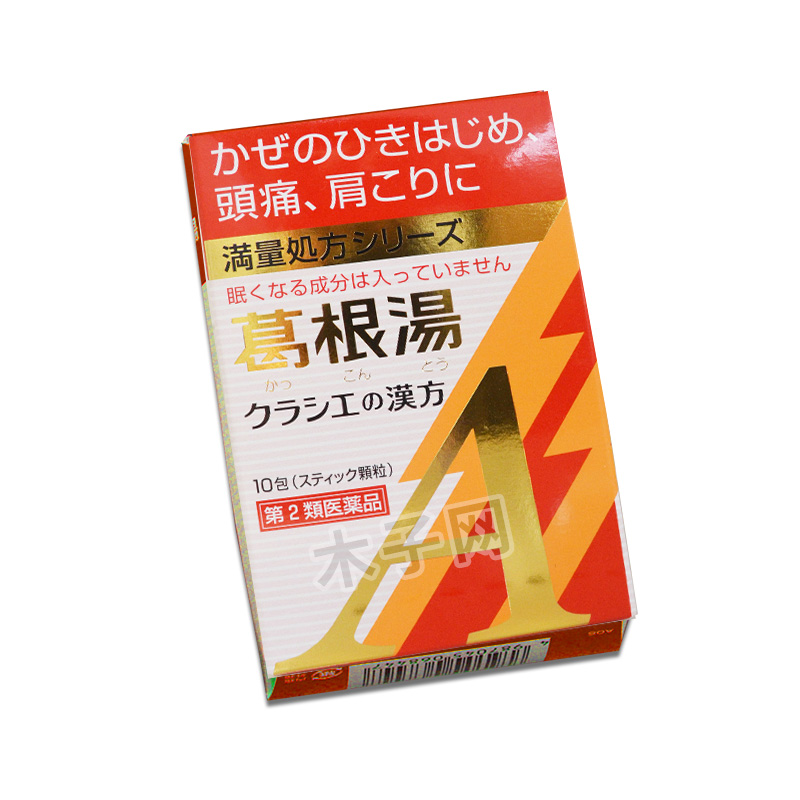 かぜのひきはじめ、
頭痛、肩こりに
満量処方シリーズ
眠くなる成分は入っていません
葛根湯
かっ こん とう
クラシエの漢方
10包(スティック顆粒)
第2類医薬品
A
木子网